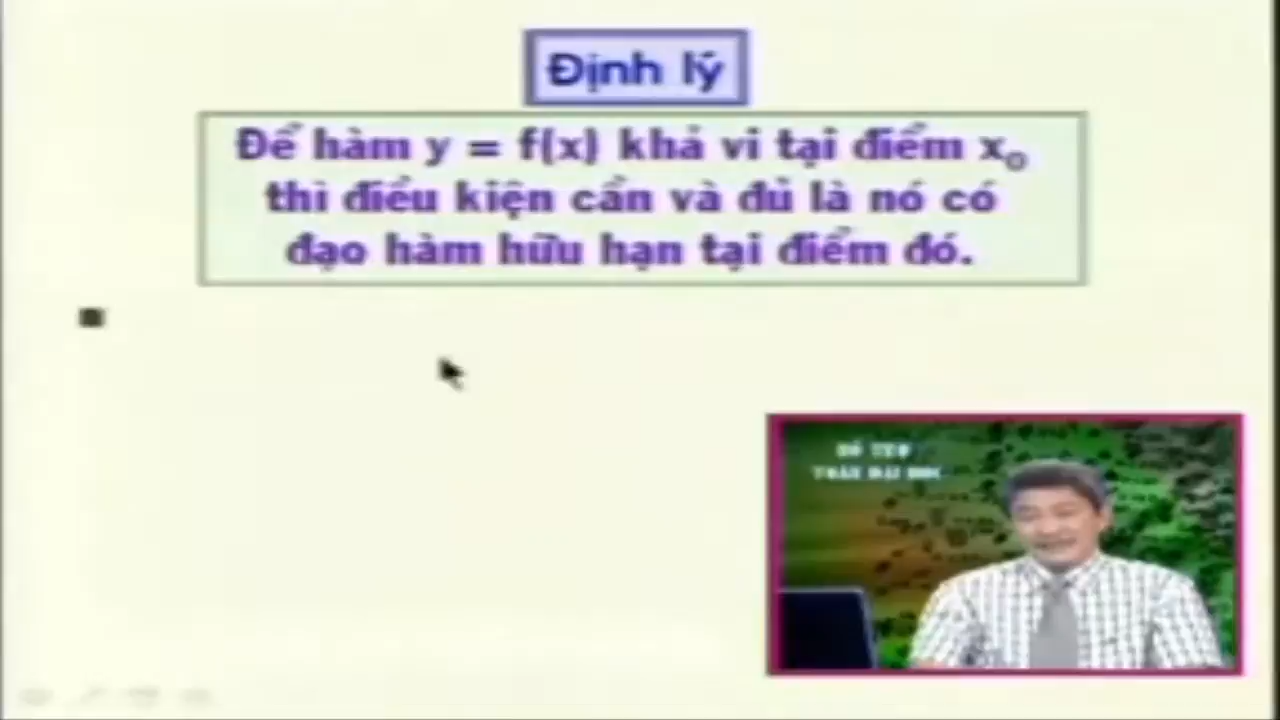 Định lý
Để hàm y = f(x) khả vi tại điểm x₀
thì điều kiện cần và đủ là nó có
đạo hàm hữu hạn tại điểm đó.